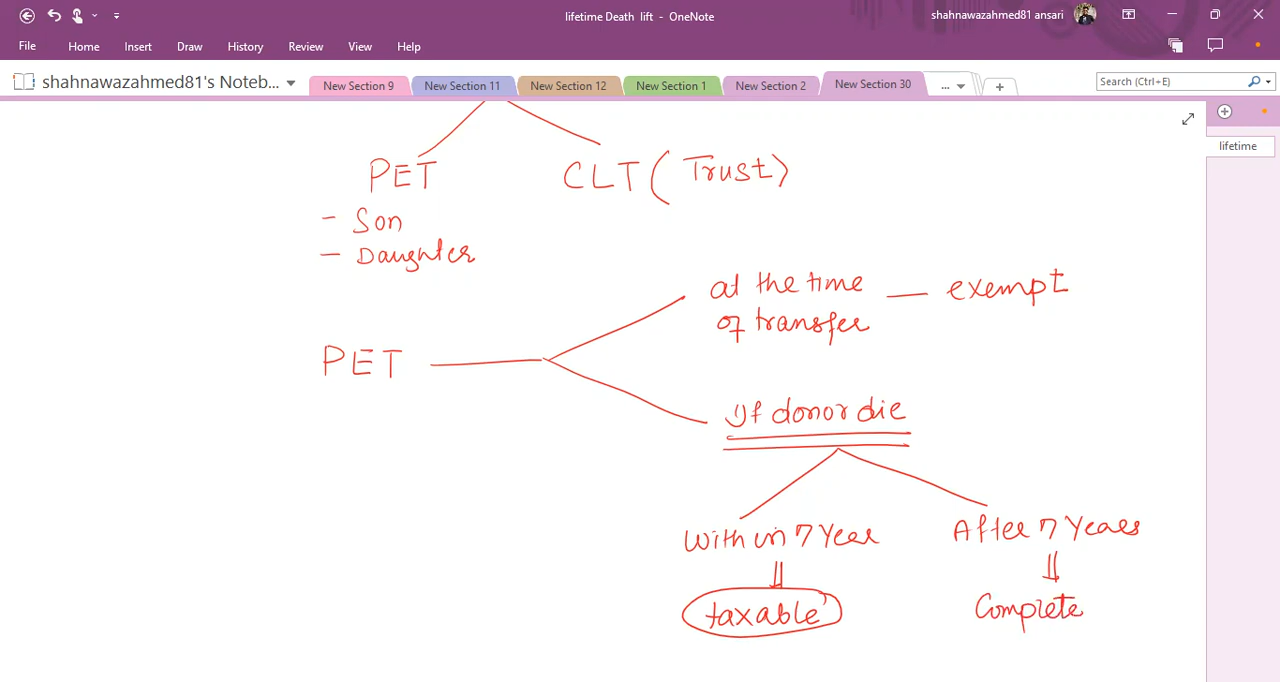 lifetime Death lift - OneNote
shahnawazahmed81 ansari
File Home Insert Draw History Review View Help
shahnawazahmed81's Noteb...
New Section 9
New Section 11
New Section 12
New Section 1
New Section 2
New Section 30
...
Search (Ctrl+E)
lifetime
PET
CLT (Trust)
- Son
- Daughter
at the time
of transfer
— exempt
PET
If donor die
Within 7 Year
After 7 Years
taxable
Complete